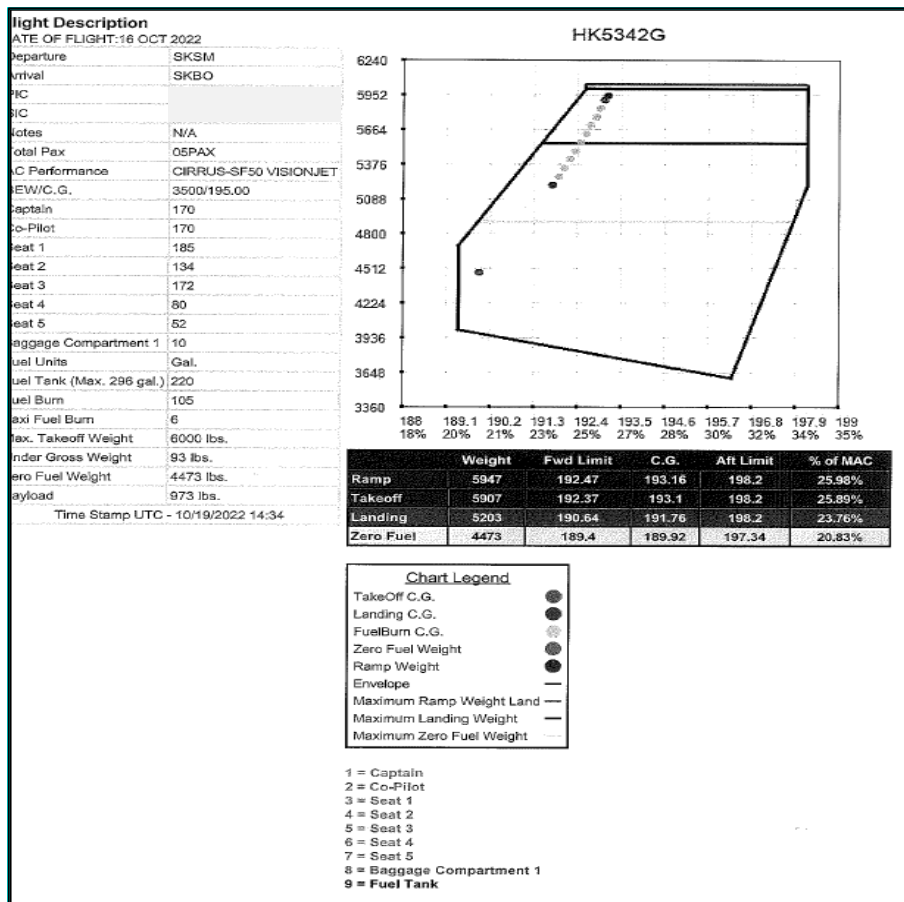 light Description
ATE OF FLIGHT:16 OCT 2022
Departure SKSM
Arrival SKBO
PIC
SIC
Notes N/A
Total Pax 05PAX
AC Performance CIRRUS-SF50 VISIONJET
BEW/C.G. 3500/195.00
Captain 170
Co-Pilot 170
Seat 1 185
Seat 2 134
Seat 3 172
Seat 4 80
Seat 5 52
Baggage Compartment 1 10
uel Units Gal.
uel Tank (Max. 296 gal.) 220
uel Burn 105
axi Fuel Burn 6
Max. Takeoff Weight 6000 lbs.
nder Gross Weight 93 lbs.
ero Fuel Weight 4473 lbs.
ayload 973 lbs.
Time Stamp UTC - 10/19/2022 14:34
HK5342G
6240
5952
5664
5376
5088
4800
4512
4224
3936
3648
3360
188 189.1 190.2 191.3 192.4 193.5 194.6 195.7 196.8 197.9 199
18% 20% 21% 23% 25% 27% 28% 30% 32% 34% 35%
Weight Fwd Limit C.G. Aft Limit % of MAC
Ramp 5947 192.47 193.16 198.2 25.98%
Takeoff 5907 192.37 193.1 198.2 25.89%
Landing 5203 190.64 191.76 198.2 23.76%
Zero Fuel 4473 189.4 189.92 197.34 20.83%
Chart Legend
TakeOff C.G.
Landing C.G.
FuelBurn C.G.
Zero Fuel Weight
Ramp Weight
Envelope
Maximum Ramp Weight Land
Maximum Landing Weight
Maximum Zero Fuel Weight
1 = Captain
2 = Co-Pilot
3 = Seat 1
4 = Seat 2
5 = Seat 3
6 = Seat 4
7 = Seat 5
8 = Baggage Compartment 1
9 = Fuel Tank